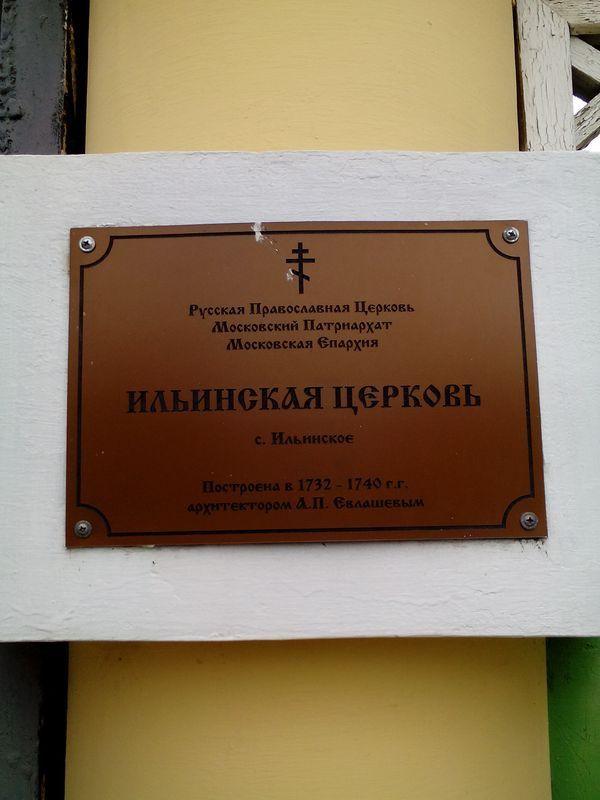 Русская Православная Церковь
Московский Патриархат
Московская Епархия
ИЛЬИНСКАЯ ЦЕРКОВЬ
с. Ильинское
Построена в 1732 - 1740 г.г.
архитектором А.П. Евлашевым